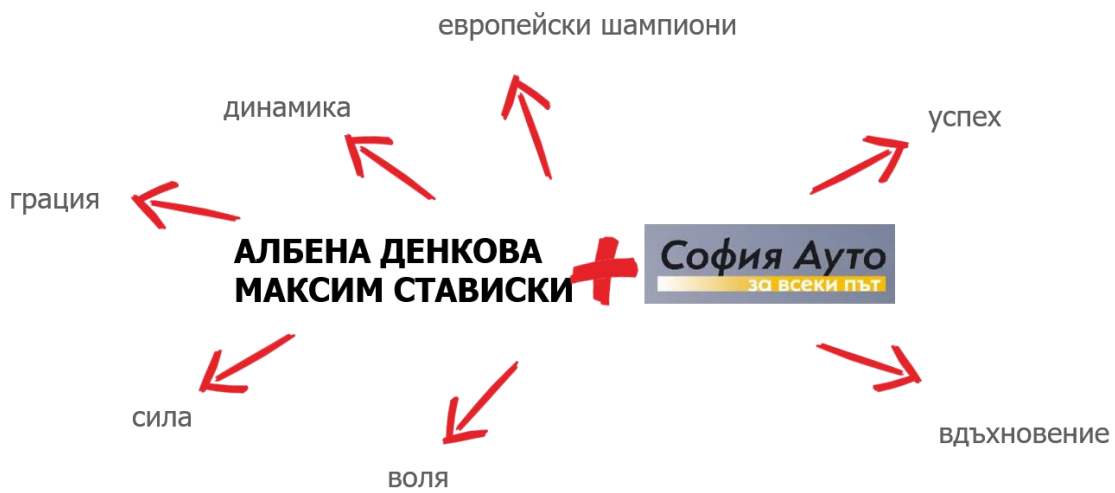 европейски шампиони
динамика
успех
грация
АЛБЕНА ДЕНКОВА
МАКСИМ СТАВИСКИ
София Ауто
за всеки път
сила
вдъхновение
воля